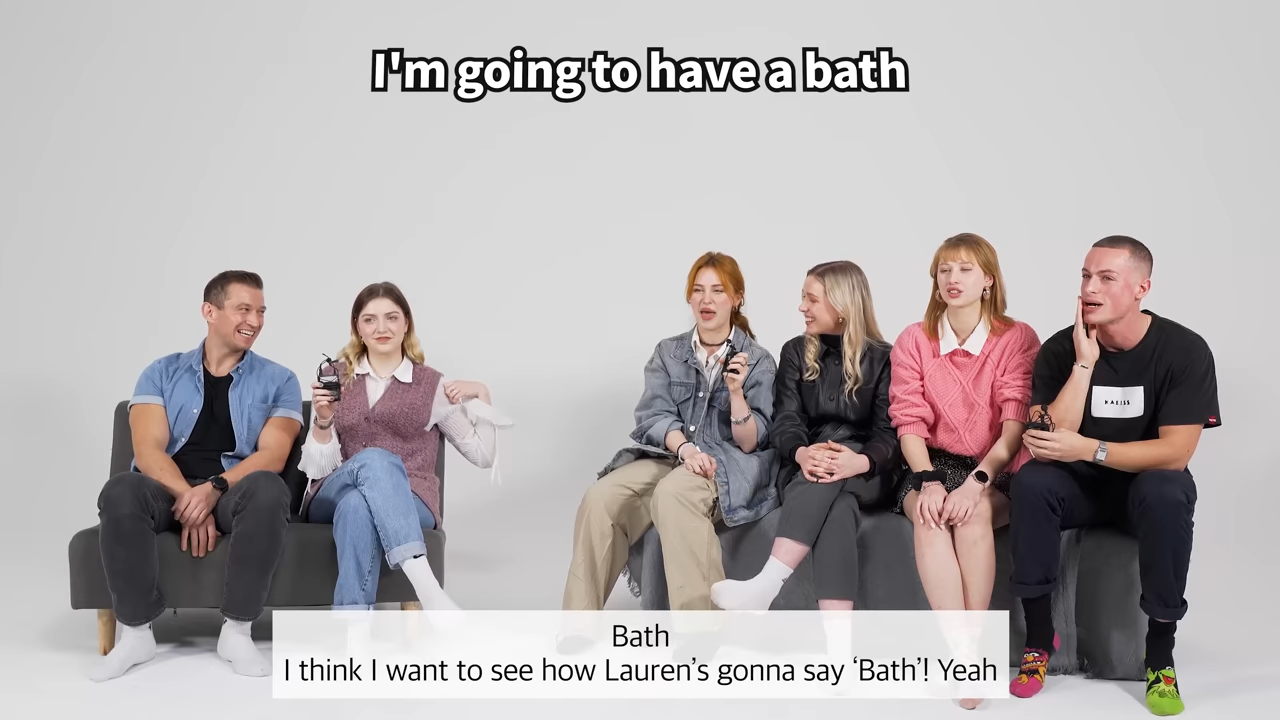 I'm going to have a bath
Bath
I think I want to see how Lauren's gonna say ‘Bath’! Yeah